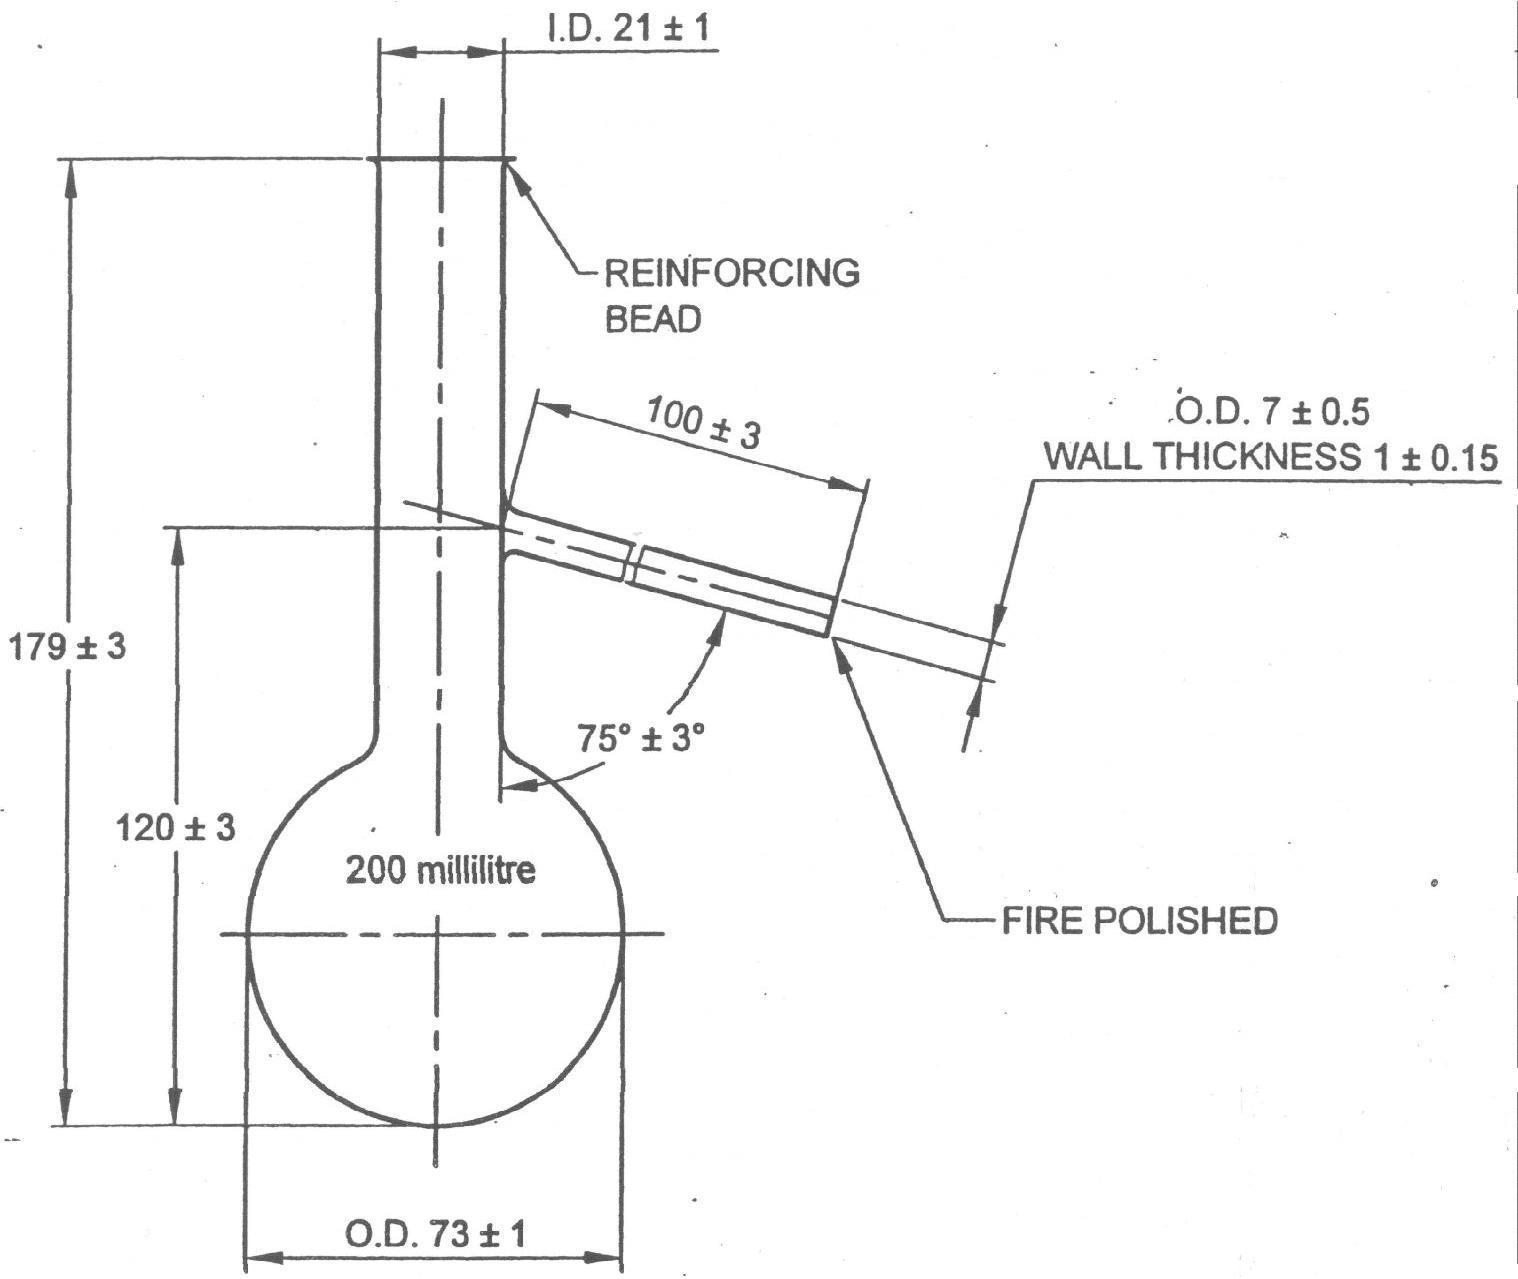 I.D. 21 ± 1
REINFORCING
BEAD
100 ± 3
O.D. 7 ± 0.5
WALL THICKNESS 1 ± 0.15
179 ± 3
75° ± 3°
120 ± 3
200 millilitre
FIRE POLISHED
O.D. 73 ± 1